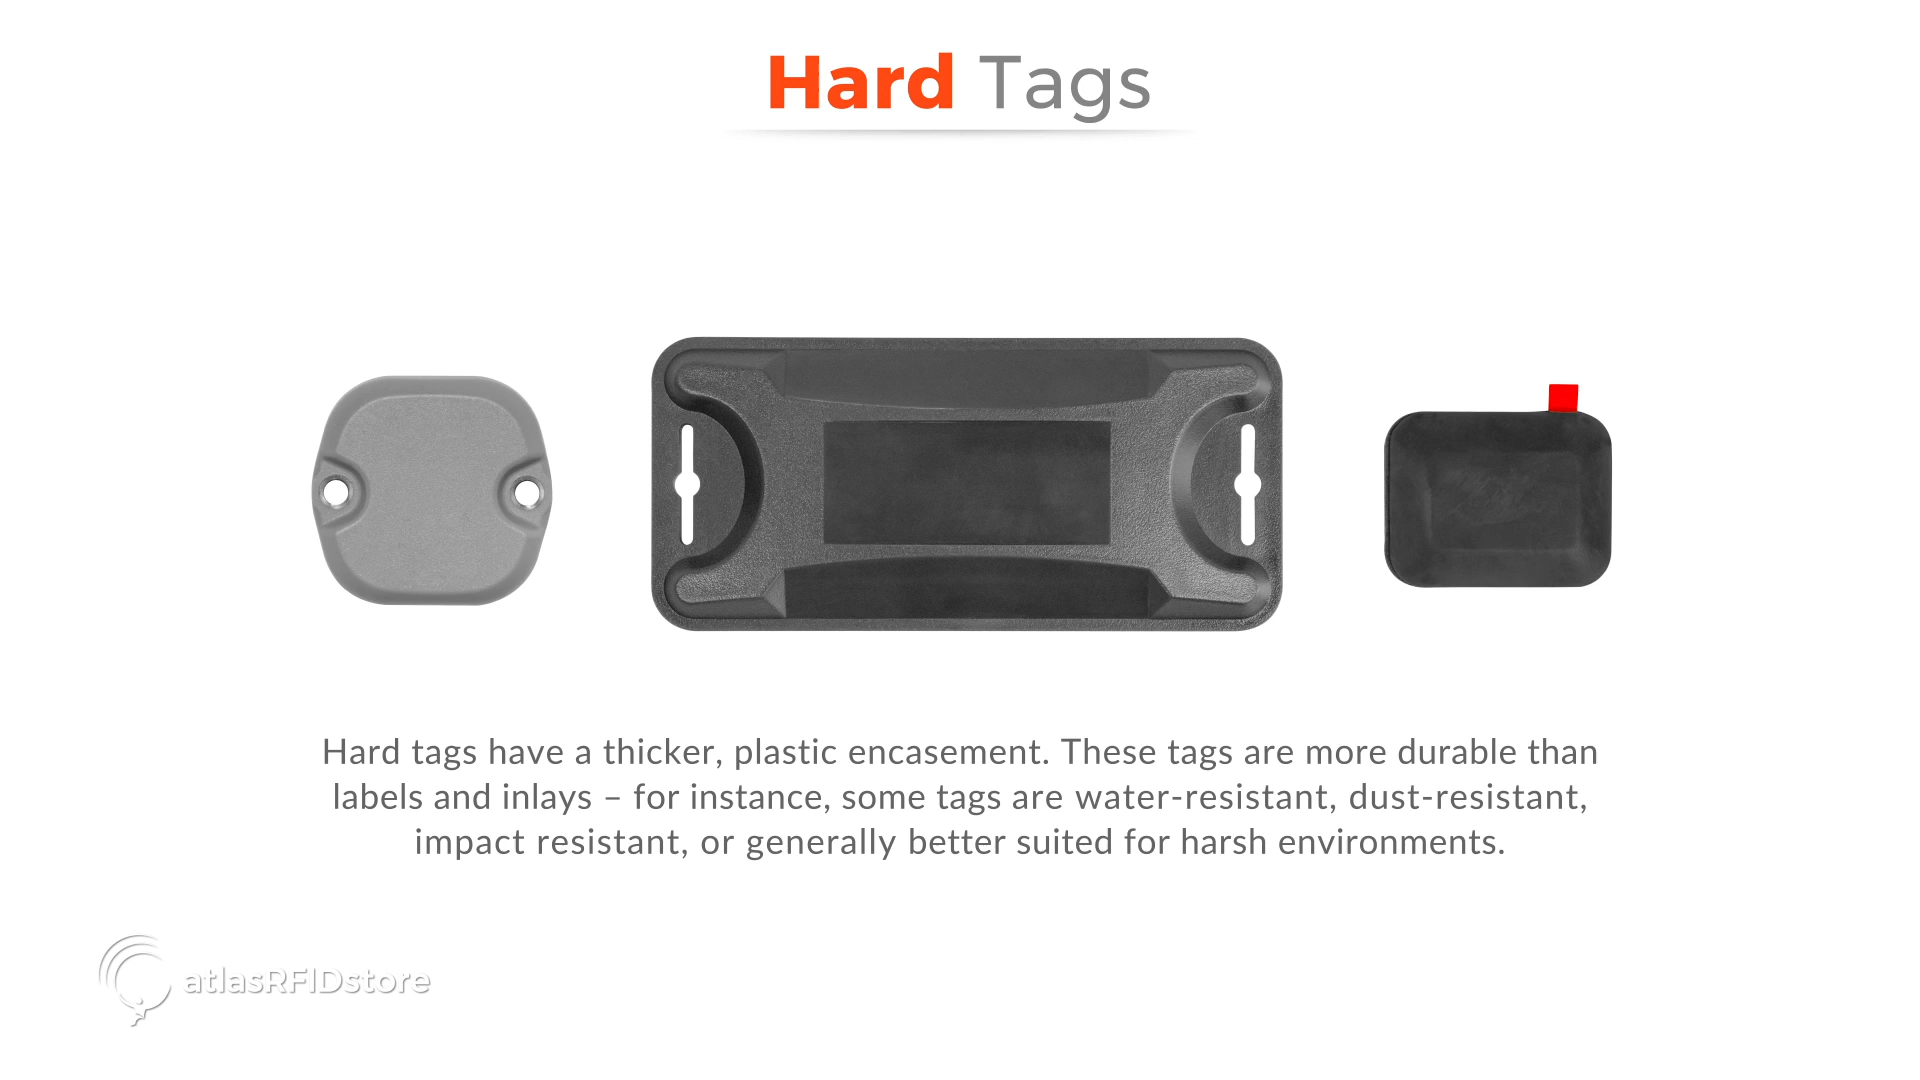 Hard Tags
Hard tags have a thicker, plastic encasement. These tags are more durable than
labels and inlays – for instance, some tags are water-resistant, dust-resistant,
impact resistant, or generally better suited for harsh environments.
atlasRFIDstore